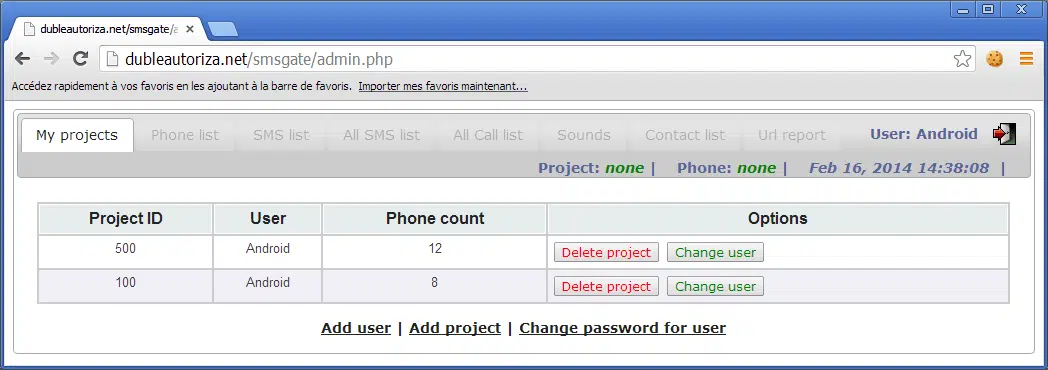 dubleautoriza.net/smsgate/a
dubleautoriza.net/smsgate/admin.php
Accédez rapidement à vos favoris en les ajoutant à la barre de favoris. Importer mes favoris maintenant...
My projects Phone list SMS list All SMS list All Call list Sounds Contact list Url report User: Android
Project: none | Phone: none | Feb 16, 2014 14:38:08 |
Project ID User Phone count Options
500 Android 12 Delete project Change user
100 Android 8 Delete project Change user
Add user | Add project | Change password for user